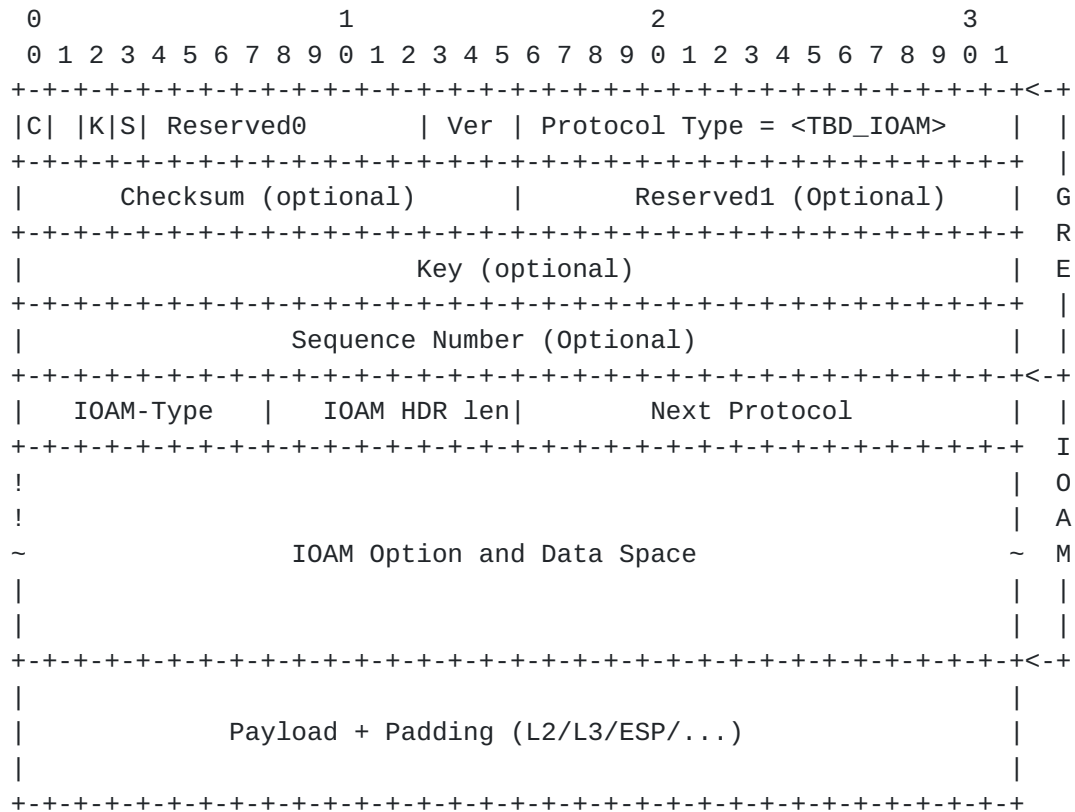 0                   1                   2                   3
 0 1 2 3 4 5 6 7 8 9 0 1 2 3 4 5 6 7 8 9 0 1 2 3 4 5 6 7 8 9 0 1
+-+-+-+-+-+-+-+-+-+-+-+-+-+-+-+-+-+-+-+-+-+-+-+-+-+-+-+-+-+-+-+-+<-+
|C| |K|S| Reserved0       | Ver | Protocol Type = <TBD_IOAM>    |  |
+-+-+-+-+-+-+-+-+-+-+-+-+-+-+-+-+-+-+-+-+-+-+-+-+-+-+-+-+-+-+-+-+  |
|      Checksum (optional)      |       Reserved1 (Optional)    |  G
+-+-+-+-+-+-+-+-+-+-+-+-+-+-+-+-+-+-+-+-+-+-+-+-+-+-+-+-+-+-+-+-+  R
|                         Key (optional)                        |  E
+-+-+-+-+-+-+-+-+-+-+-+-+-+-+-+-+-+-+-+-+-+-+-+-+-+-+-+-+-+-+-+-+  |
|                 Sequence Number (Optional)                    |  |
+-+-+-+-+-+-+-+-+-+-+-+-+-+-+-+-+-+-+-+-+-+-+-+-+-+-+-+-+-+-+-+-+<-+
|   IOAM-Type   |   IOAM HDR len|        Next Protocol          |  |
+-+-+-+-+-+-+-+-+-+-+-+-+-+-+-+-+-+-+-+-+-+-+-+-+-+-+-+-+-+-+-+-+  I
!                                                               |  O
!                                                               |  A
~                 IOAM Option and Data Space                    ~  M
|                                                               |  |
|                                                               |  |
+-+-+-+-+-+-+-+-+-+-+-+-+-+-+-+-+-+-+-+-+-+-+-+-+-+-+-+-+-+-+-+-+<-+
|                                                               |
|             Payload + Padding (L2/L3/ESP/...)                 |
|                                                               |
+-+-+-+-+-+-+-+-+-+-+-+-+-+-+-+-+-+-+-+-+-+-+-+-+-+-+-+-+-+-+-+-+